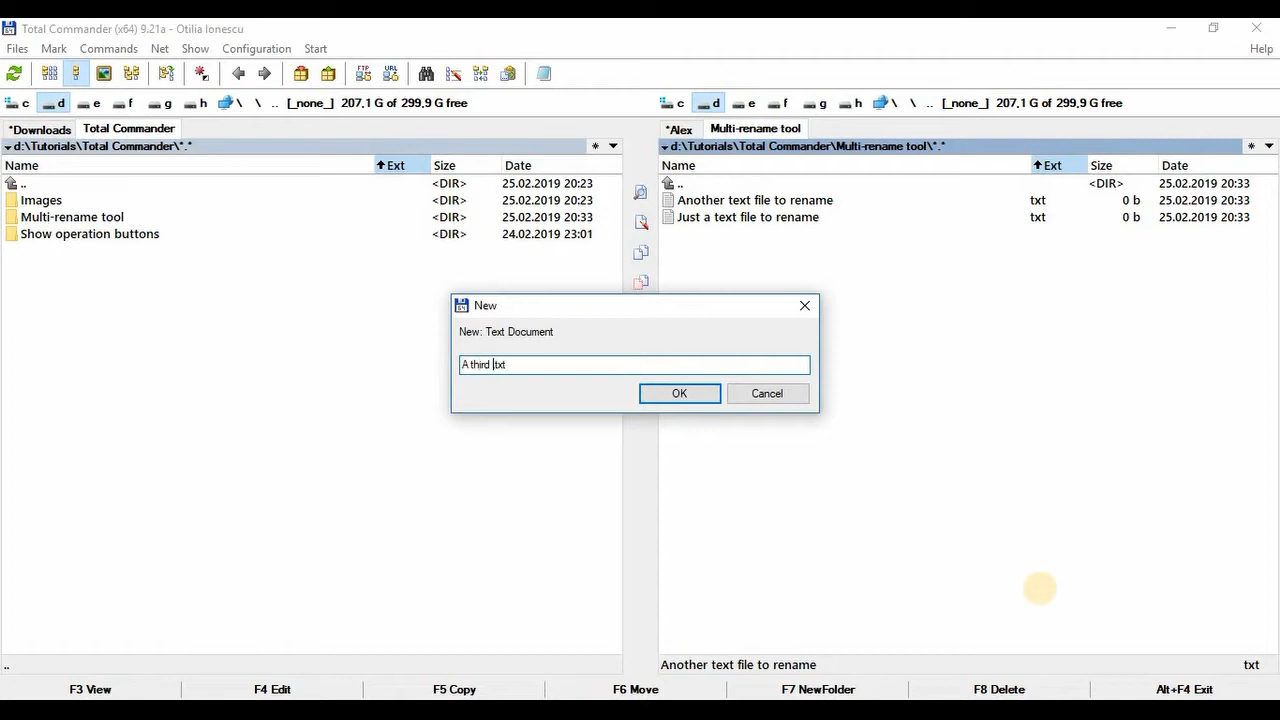 Total Commander (x64) 9.21a - Otilia Ionescu
Files Mark Commands Net Show Configuration Start Help
FTP URL
c d e f g h \ \ .. [_none_] 207,1 G of 299,9 G free
c d e f g h \ \ .. [_none_] 207,1 G of 299,9 G free
*Downloads Total Commander
*Alex Multi-rename tool
d:\Tutorials\Total Commander\*.* * 
d:\Tutorials\Total Commander\Multi-rename tool\*.* *
Name Ext Size Date
Name Ext Size Date
.. <DIR> 25.02.2019 20:23
.. <DIR> 25.02.2019 20:33
Images <DIR> 25.02.2019 20:23
Another text file to rename txt 0 b 25.02.2019 20:33
Multi-rename tool <DIR> 25.02.2019 20:33
Just a text file to rename txt 0 b 25.02.2019 20:33
Show operation buttons <DIR> 24.02.2019 23:01
64 New
New: Text Document
A third .txt
OK Cancel
..
Another text file to rename txt
F3 View F4 Edit F5 Copy F6 Move F7 NewFolder F8 Delete Alt+F4 Exit